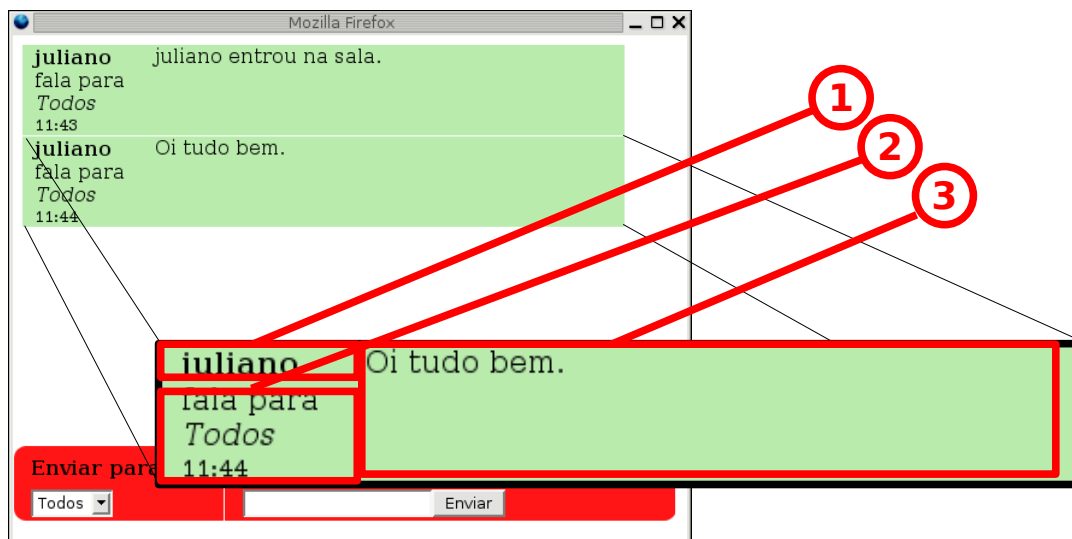 Mozilla Firefox
juliano juliano entrou na sala.
fala para
Todos
11:43
juliano Oi tudo bem.
fala para
Todos
11:44
1
2
3
juliano Oi tudo bem.
fala para
Todos
11:44
Enviar para
Todos Enviar